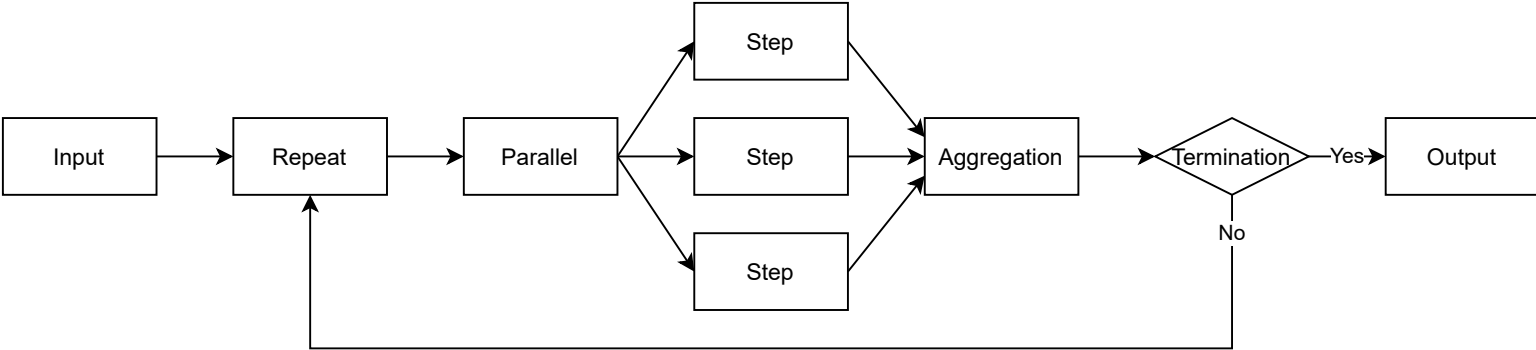 Step
Input
Repeat
Parallel
Step
Aggregation
Termination
Yes
Output
No
Step